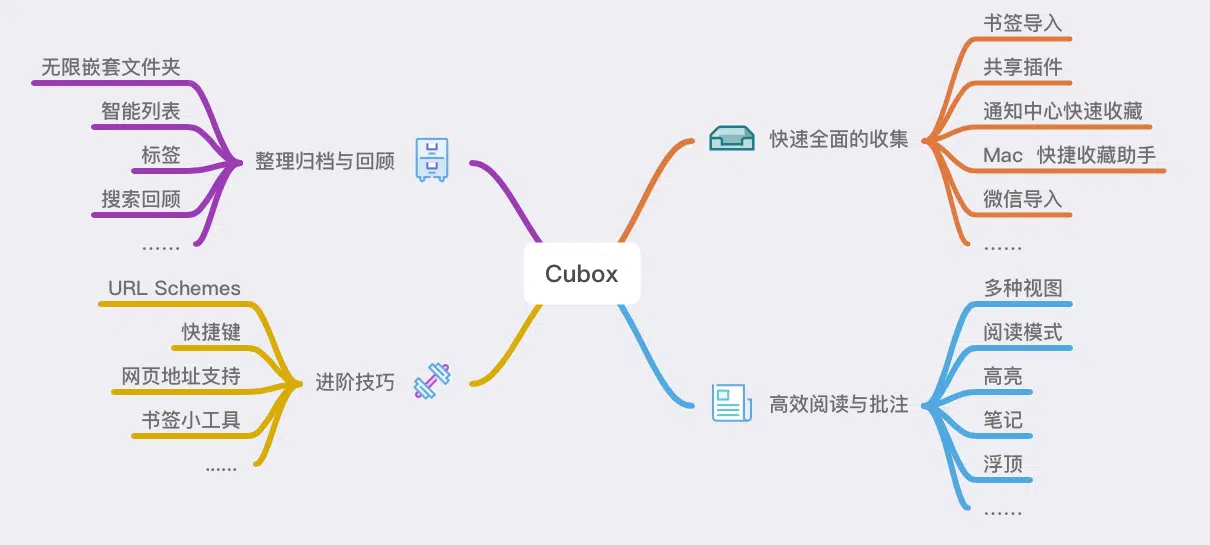 Cubox
快速全面的收集
书签导入
共享插件
通知中心快速收藏
Mac 快捷收藏助手
微信导入
……
高效阅读与批注
多种视图
阅读模式
高亮
笔记
浮顶
……
整理归档与回顾
无限嵌套文件夹
智能列表
标签
搜索回顾
……
进阶技巧
URL Schemes
快捷键
网页地址支持
书签小工具
……